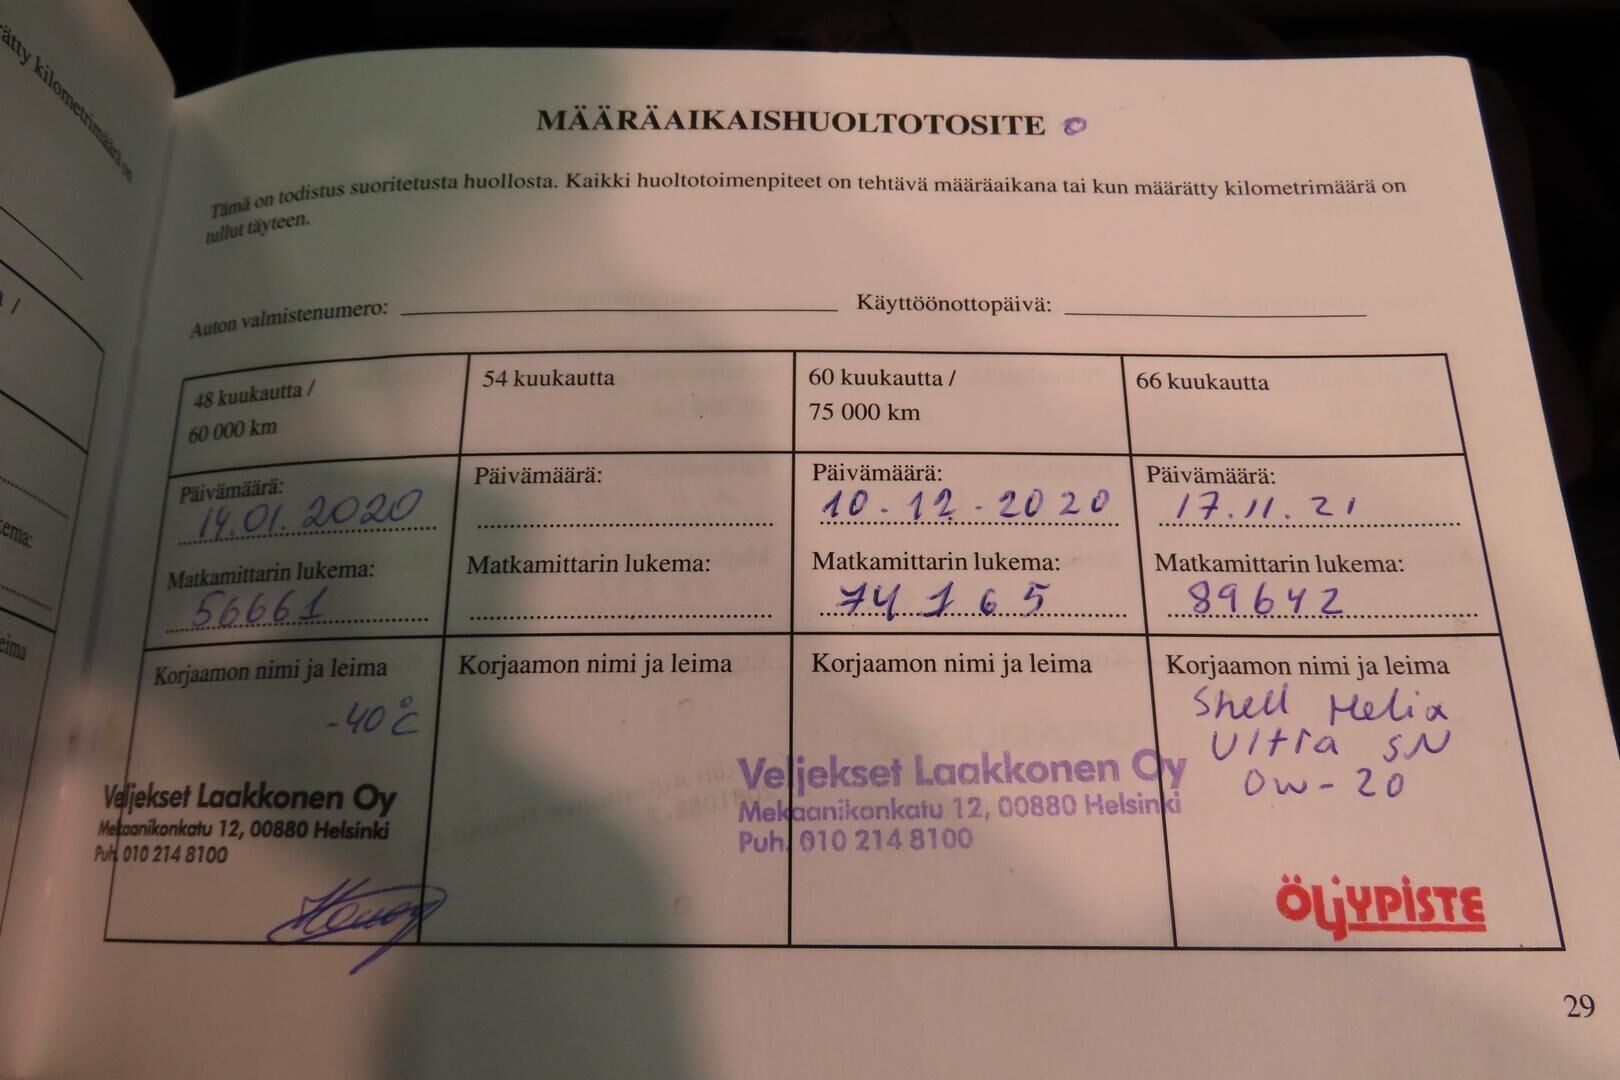 ätty kilometrimäärä on
MÄÄRÄAIKAISHUOLTOTOSITE
Tämä on todistus suoritetusta huollosta. Kaikki huoltotoimenpiteet on tehtävä määräaikana tai kun määrätty kilometrimäärä on
tullut täyteen.
Auton valmistenumero:
Käyttöönottopäivä:
48 kuukautta /
60 000 km
Päivämäärä:
14.01.2020
Matkamittarin lukema:
56661
Korjaamon nimi ja leima
-40°C
Veljekset Laakkonen Oy
Mekaanikonkatu 12, 00880 Helsinki
Puh. 010 214 8100
54 kuukautta
Päivämäärä:
Matkamittarin lukema:
Korjaamon nimi ja leima
60 kuukautta /
75 000 km
Päivämäärä:
10.12.2020
Matkamittarin lukema:
74165
Korjaamon nimi ja leima
Veljekset Laakkonen Oy
Mekaanikonkatu 12, 00880 Helsinki
Puh. 010 214 8100
66 kuukautta
Päivämäärä:
17.11.21
Matkamittarin lukema:
89642
Korjaamon nimi ja leima
Shell Helix
Ultra SN
0W-20
ÖLJYPISTE
29